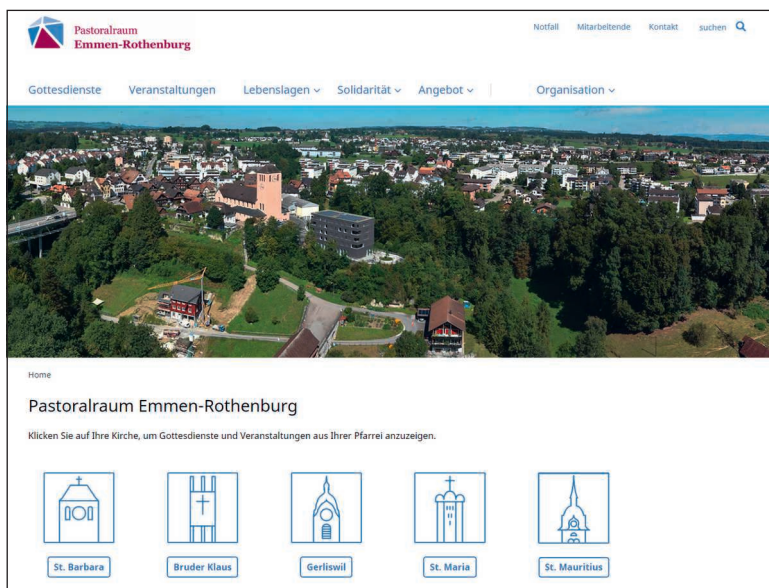 Pastoralraum
Emmen-Rothenburg
Notfall Mitarbeitende Kontakt suchen
Gottesdienste Veranstaltungen Lebenslagen Solidarität Angebot Organisation
Home
Pastoralraum Emmen-Rothenburg
Klicken Sie auf Ihre Kirche, um Gottesdienste und Veranstaltungen aus Ihrer Pfarrei anzuzeigen.
St. Barbara Bruder Klaus Gerliswil St. Maria St. Mauritius